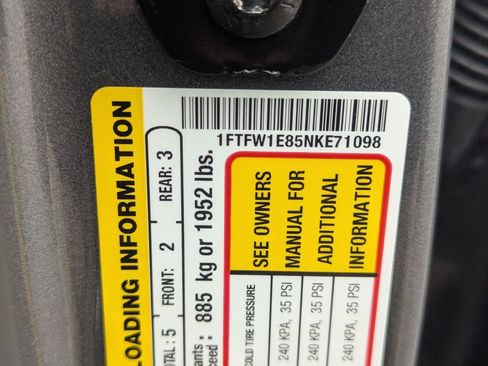 1FTFW1E85NKE71098
LOADING INFORMATION
TOTAL : 5 FRONT: 2 REAR: 3
885 kg or 1952 lbs.
SEE OWNERS
MANUAL FOR
ADDITIONAL
INFORMATION
COLD TIRE PRESSURE
240 KPA, 35 PSI
240 KPA, 35 PSI
240 KPA, 35 PSI